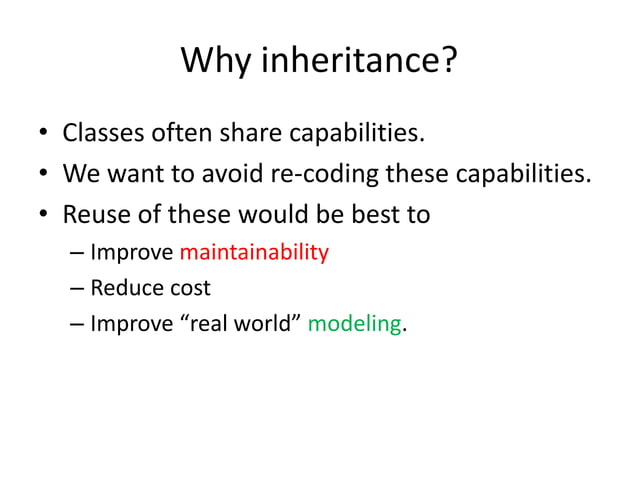 Why inheritance?
• Classes often share capabilities.
• We want to avoid re-coding these capabilities.
• Reuse of these would be best to
– Improve maintainability
– Reduce cost
– Improve “real world” modeling.